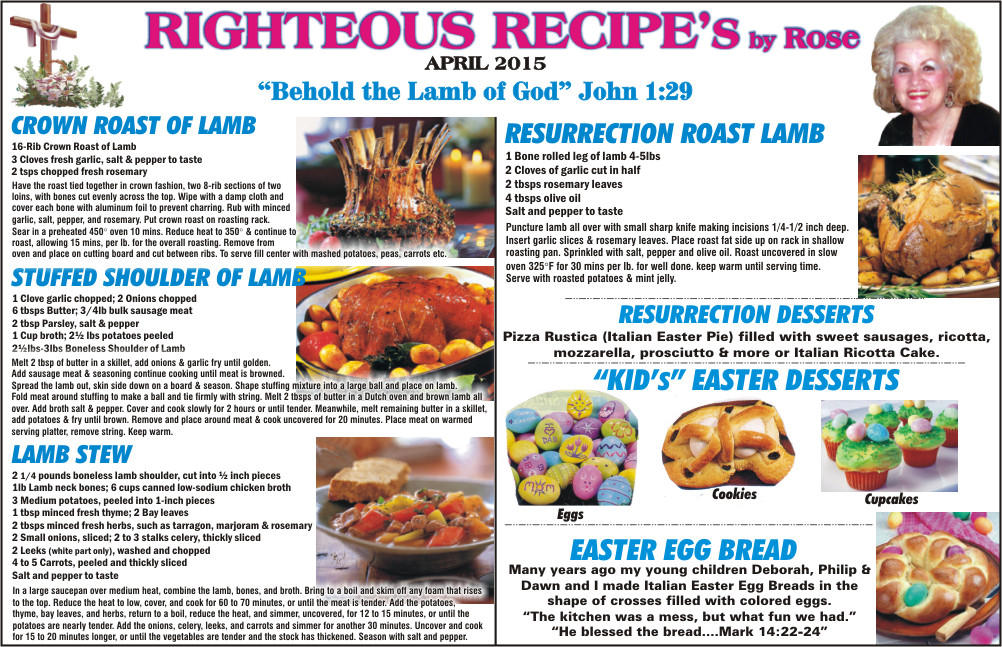 RIGHTEOUS RECIPE's by Rose
APRIL 2015
“Behold the Lamb of God” John 1:29
CROWN ROAST OF LAMB
16-Rib Crown Roast of Lamb
3 Cloves fresh garlic, salt & pepper to taste
2 tsps chopped fresh rosemary
Have the roast tied together in crown fashion, two 8-rib sections of two
loins, with bones cut evenly across the top. Wipe with a damp cloth and
cover each bone with aluminum foil to prevent charring. Rub with minced
garlic, salt, pepper, and rosemary. Put crown roast on roasting rack.
Sear in a preheated 450° oven 10 mins. Reduce heat to 350° & continue to
roast, allowing 15 mins, per lb. for the overall roasting. Remove from
oven and place on cutting board and cut between ribs. To serve fill center with mashed potatoes, peas, carrots etc.
STUFFED SHOULDER OF LAMB
1 Clove garlic chopped; 2 Onions chopped
6 tbsps Butter; 3/4lb bulk sausage meat
2 tbsp Parsley, salt & pepper
1 Cup broth; 2½ lbs potatoes peeled
2½lbs-3lbs Boneless Shoulder of Lamb
Melt 2 tbsp of butter in a skillet, add onions & garlic fry until golden.
Add sausage meat & seasoning continue cooking until meat is browned.
Spread the lamb out, skin side down on a board & season. Shape stuffing mixture into a large ball and place on lamb.
Fold meat around stuffing to make a ball and tie firmly with string. Melt 2 tbsps of butter in a Dutch oven and brown lamb all
over. Add broth salt & pepper. Cover and cook slowly for 2 hours or until tender. Meanwhile, melt remaining butter in a skillet,
add potatoes & fry until brown. Remove and place around meat & cook uncovered for 20 minutes. Place meat on warmed
serving platter, remove string. Keep warm.
LAMB STEW
2 1/4 pounds boneless lamb shoulder, cut into ½ inch pieces
1lb Lamb neck bones; 6 cups canned low-sodium chicken broth
3 Medium potatoes, peeled into 1-inch pieces
1 tbsp minced fresh thyme; 2 Bay leaves
2 tbsps minced fresh herbs, such as tarragon, marjoram & rosemary
2 Small onions, sliced; 2 to 3 stalks celery, thickly sliced
2 Leeks (white part only), washed and chopped
4 to 5 Carrots, peeled and thickly sliced
Salt and pepper to taste
In a large saucepan over medium heat, combine the lamb, bones, and broth. Bring to a boil and skim off any foam that rises
to the top. Reduce the heat to low, cover, and cook for 60 to 70 minutes, or until the meat is tender. Add the potatoes,
thyme, bay leaves, and herbs, return to a boil, reduce the heat, and simmer, uncovered, for 12 to 15 minutes, or until the
potatoes are nearly tender. Add the onions, celery, leeks, and carrots and simmer for another 30 minutes. Uncover and cook
for 15 to 20 minutes longer, or until the vegetables are tender and the stock has thickened. Season with salt and pepper.
RESURRECTION ROAST LAMB
1 Bone rolled leg of lamb 4-5lbs
2 Cloves of garlic cut in half
2 tbsps rosemary leaves
4 tbsps olive oil
Salt and pepper to taste
Puncture lamb all over with small sharp knife making incisions 1/4-1/2 inch deep.
Insert garlic slices & rosemary leaves. Place roast fat side up on rack in shallow
roasting pan. Sprinkled with salt, pepper and olive oil. Roast uncovered in slow
oven 325°F for 30 mins per lb. for well done. keep warm until serving time.
Serve with roasted potatoes & mint jelly.
RESURRECTION DESSERTS
Pizza Rustica (Italian Easter Pie) filled with sweet sausages, ricotta,
mozzarella, prosciutto & more or Italian Ricotta Cake.
“KID's” EASTER DESSERTS
Eggs
Cookies
Cupcakes
EASTER EGG BREAD
Many years ago my young children Deborah, Philip &
Dawn and I made Italian Easter Egg Breads in the
shape of crosses filled with colored eggs.
“The kitchen was a mess, but what fun we had.”
“He blessed the bread....Mark 14:22-24”